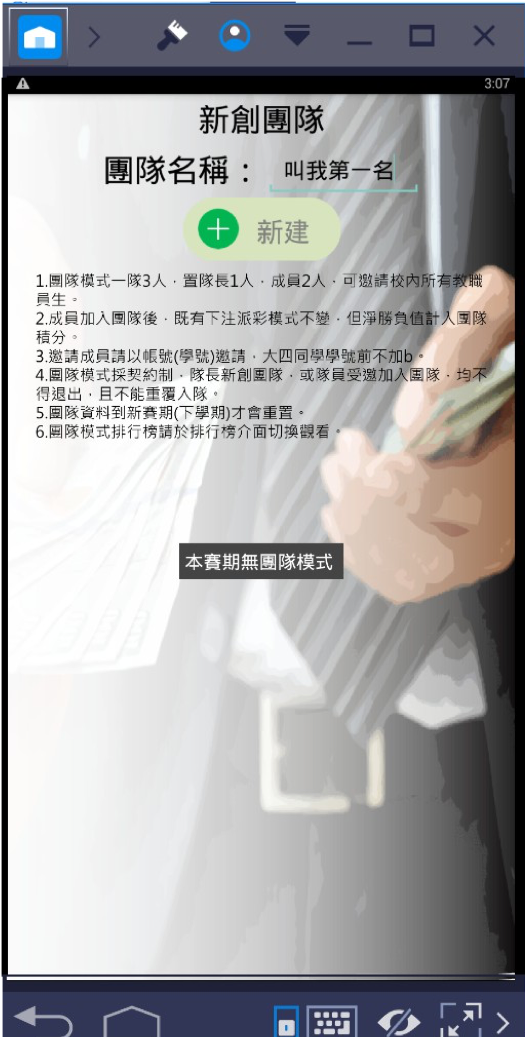 3:07
新創團隊
團隊名稱： 叫我第一名
新建
1.團隊模式一隊3人，置隊長1人，成員2人，可邀請校內所有教職
員生。
2.成員加入團隊後，既有下注派彩模式不變，但淨勝負值計入團隊
積分。
3.邀請成員請以帳號(學號)邀請，大四同學學號前不加b。
4.團隊模式採契約制，隊長新創團隊，或隊員受邀加入團隊，均不
得退出，且不能重覆入隊。
5.團隊資料到新賽期(下學期)才會重置。
6.團隊模式排行榜請於排行榜介面切換觀看。
本賽期無團隊模式